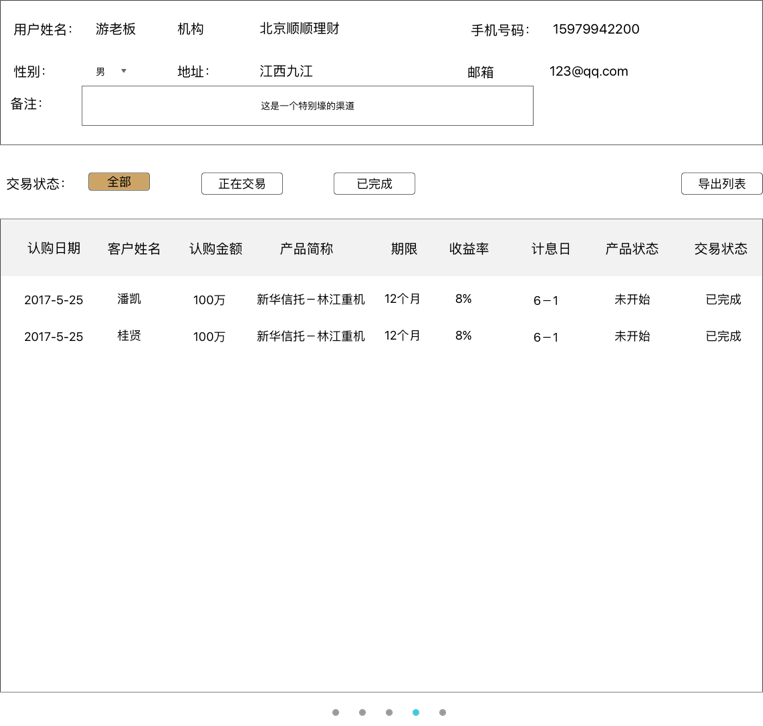 用户姓名： 游老板 机构 北京顺顺理财 手机号码： 15979942200
性别： 男 地址： 江西九江 邮箱 123@qq.com
备注： 这是一个特别壕的渠道
交易状态： 全部 正在交易 已完成 导出列表
认购日期 客户姓名 认购金额 产品简称 期限 收益率 计息日 产品状态 交易状态
2017-5-25 潘凯 100万 新华信托－林江重机 12个月 8% 6－1 未开始 已完成
2017-5-25 桂贤 100万 新华信托－林江重机 12个月 8% 6－1 未开始 已完成